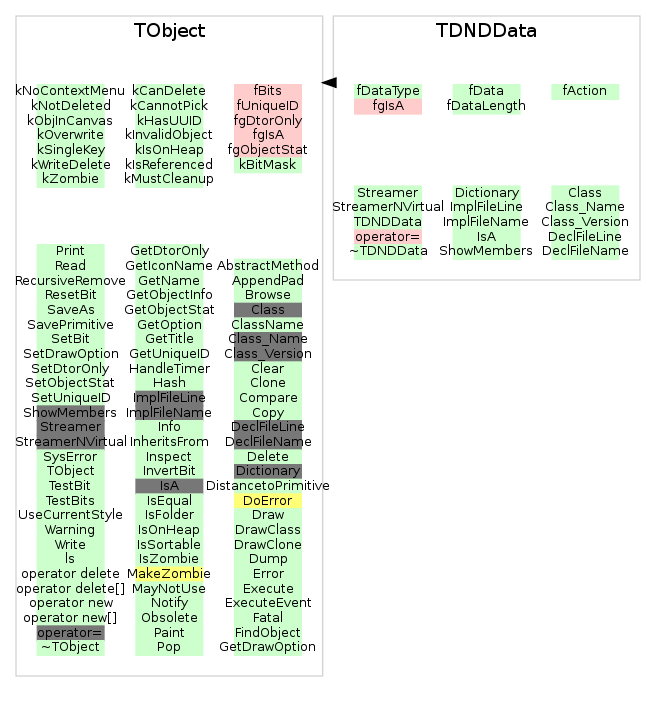 TObject
kNoContextMenu kCanDelete fBits
kNotDeleted kCannotPick fUniqueID
kObjInCanvas kHasUUID fgDtorOnly
kOverwrite kInvalidObject fgIsA
kSingleKey kIsOnHeap fgObjectStat
kWriteDelete kIsReferenced kBitMask
kZombie kMustCleanup
Print GetDtorOnly
Read GetIconName AbstractMethod
RecursiveRemove GetName AppendPad
ResetBit GetObjectInfo Browse
SaveAs GetObjectStat Class
SavePrimitive GetOption ClassName
SetBit GetTitle Class_Name
SetDrawOption GetUniqueID Class_Version
SetDtorOnly HandleTimer Clear
SetObjectStat Hash Clone
SetUniqueID ImplFileLine Compare
ShowMembers ImplFileName Copy
Streamer Info DeclFileLine
StreamerNVirtual InheritsFrom DeclFileName
SysError Inspect Delete
TObject InvertBit Dictionary
TestBit IsA DistancetoPrimitive
TestBits IsEqual DoError
UseCurrentStyle IsFolder Draw
Warning IsOnHeap DrawClass
Write IsSortable DrawClone
ls IsZombie Dump
operator delete MakeZombie Error
operator delete[] MayNotUse Execute
operator new Notify ExecuteEvent
operator new[] Obsolete Fatal
operator= Paint FindObject
~TObject Pop GetDrawOption
TDNDData
fDataType fData fAction
fgIsA fDataLength
Streamer Dictionary Class
StreamerNVirtual ImplFileLine Class_Name
TDNDData ImplFileName Class_Version
operator= IsA DeclFileLine
~TDNDData ShowMembers DeclFileName